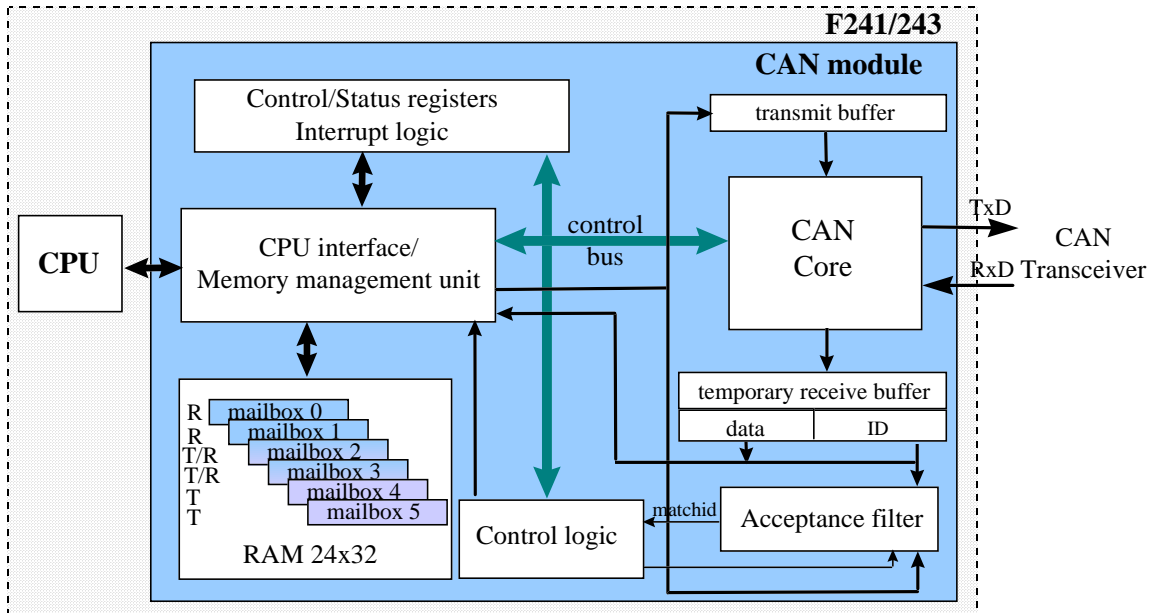 F241/243
CAN module
Control/Status registers
Interrupt logic
transmit buffer
CPU
CPU interface/
Memory management unit
control
bus
CAN
Core
TxD
RxD
CAN
Transceiver
temporary receive buffer
data
ID
R
mailbox 0
R
mailbox 1
T/R
mailbox 2
T/R
mailbox 3
T
mailbox 4
T
mailbox 5
RAM 24x32
Control logic
matchid
Acceptance filter